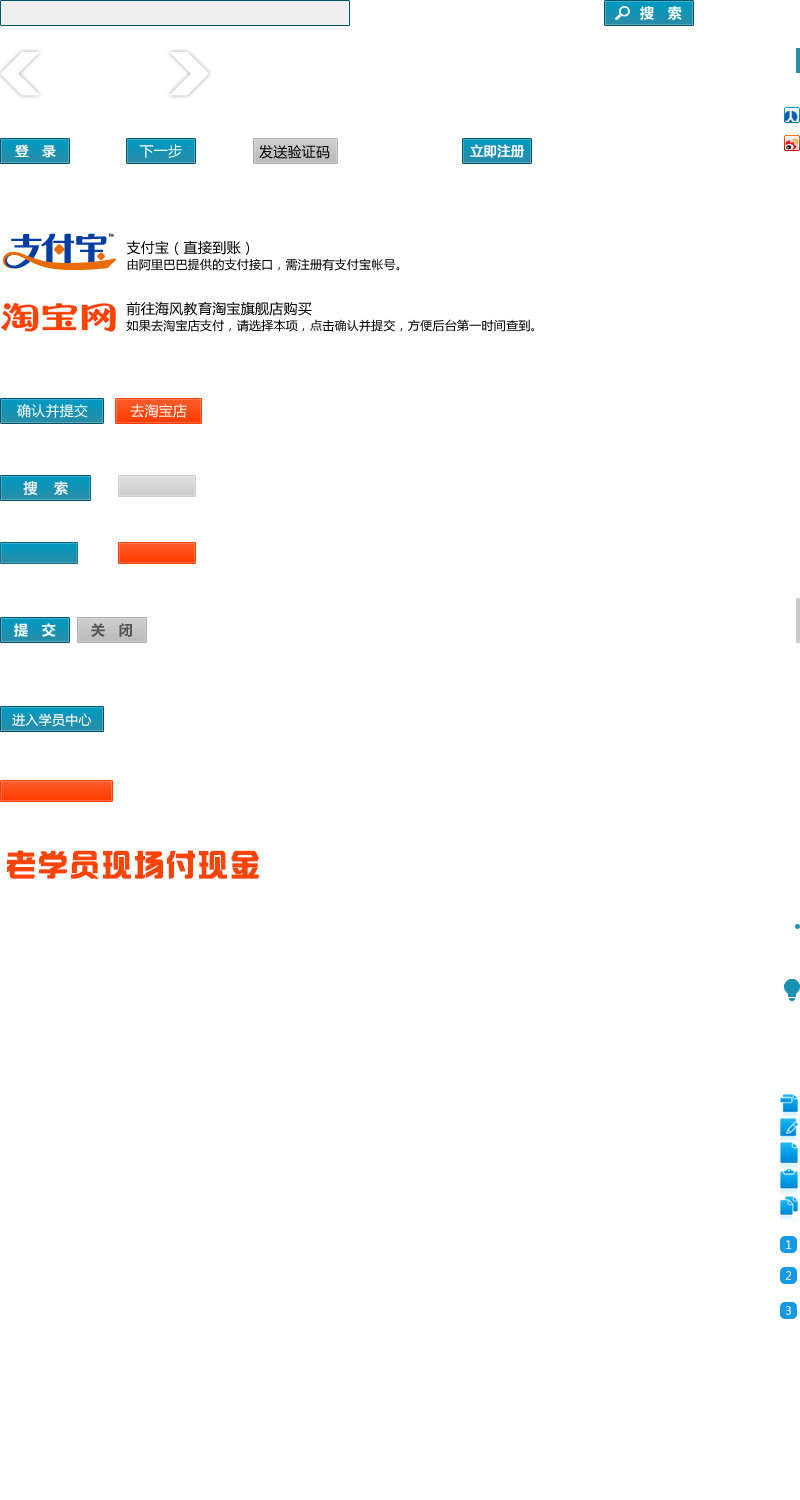 搜 索
登 录
下一步
发送验证码
立即注册
支付宝™
支付宝（直接到账）
由阿里巴巴提供的支付接口，需注册有支付宝帐号。
淘宝网
前往海风教育淘宝旗舰店购买
如果去淘宝店支付，请选择本项，点击确认并提交，方便后台第一时间查到。
确认并提交
去淘宝店
搜 索
提 交
关 闭
进入学员中心
老学员现场付现金
1
2
3